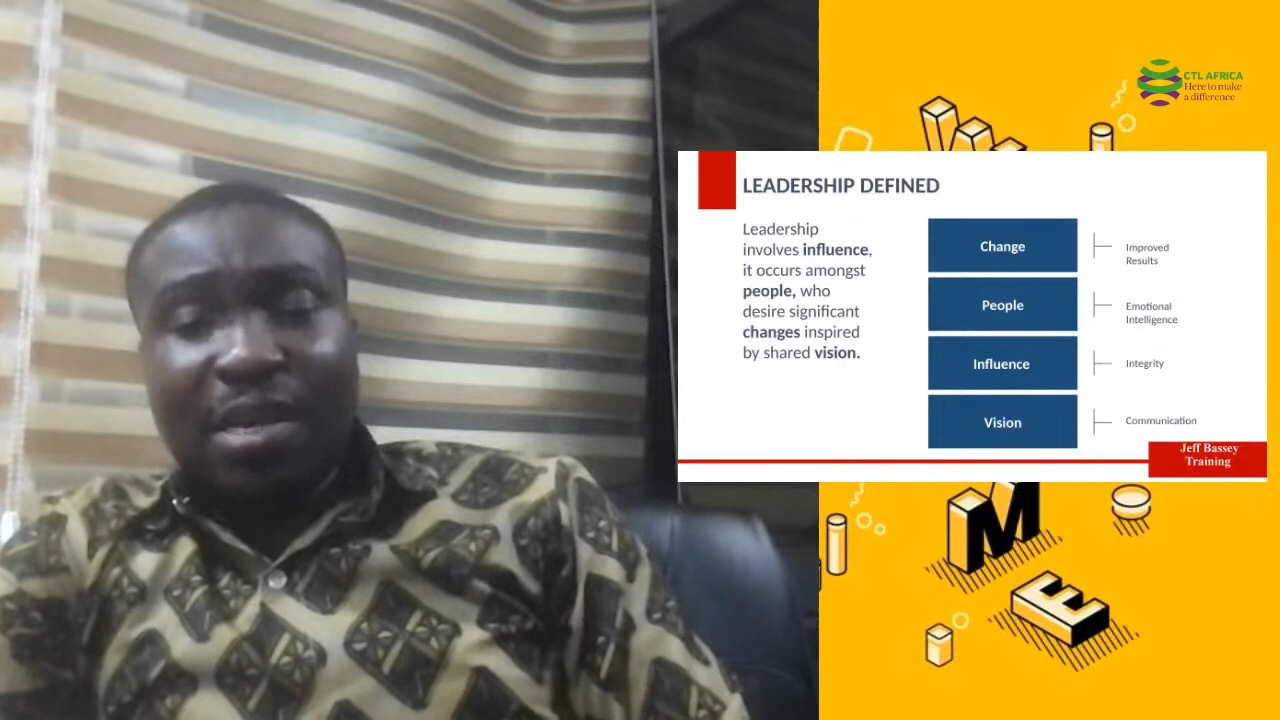 CTL AFRICA
Here to make
a difference
LEADERSHIP DEFINED
Leadership
involves influence,
it occurs amongst
people, who
desire significant
changes inspired
by shared vision.
Change
Improved
Results
People
Emotional
Intelligence
Influence
Integrity
Vision
Communication
Jeff Bassey
Training
M
E